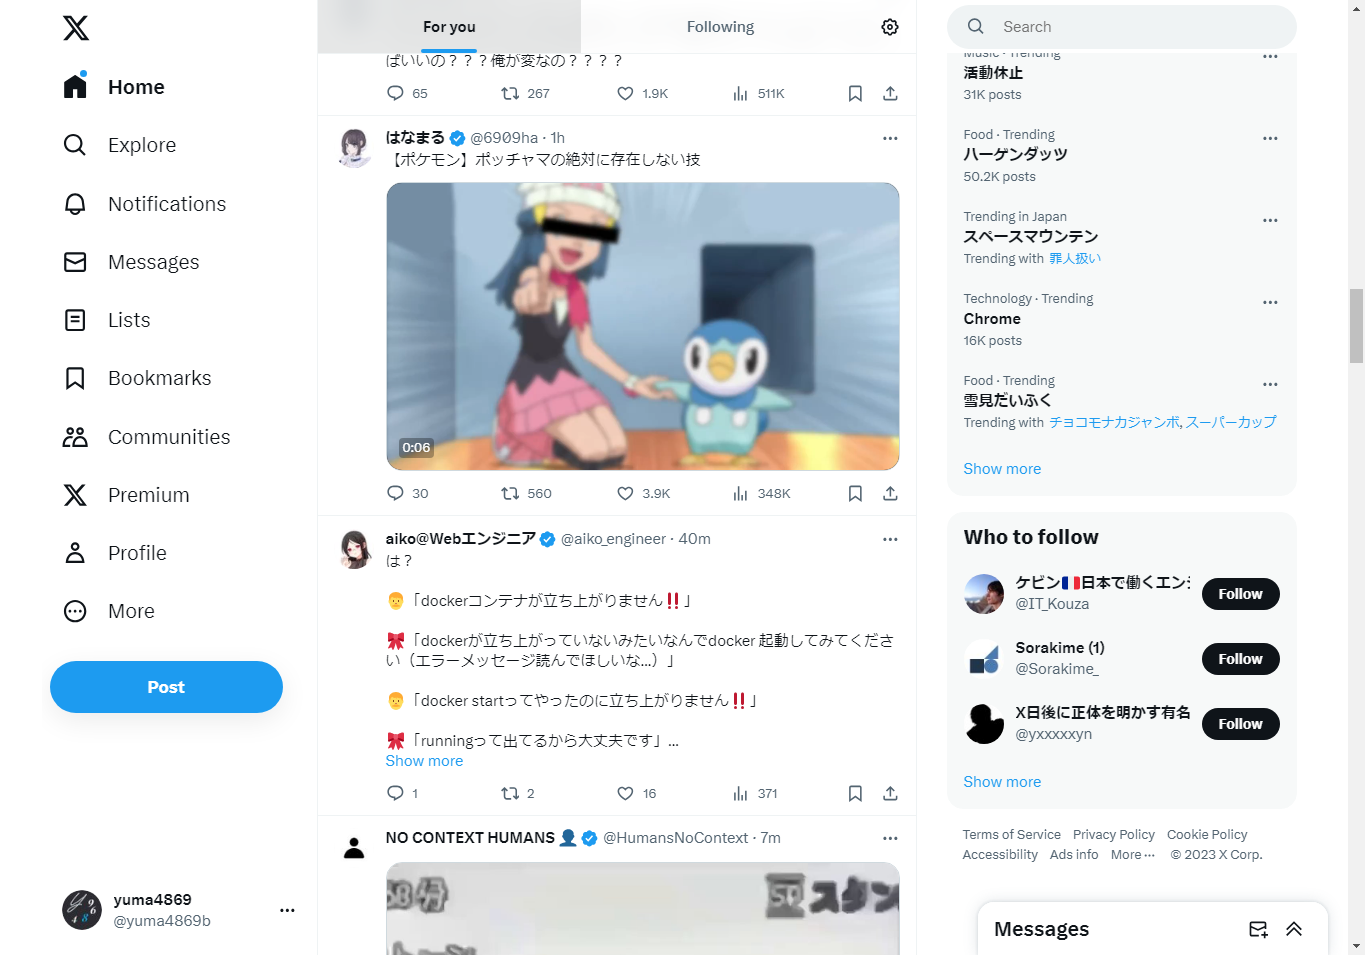 Home
Explore
Notifications
Messages
Lists
Bookmarks
Communities
Premium
Profile
More
Post
yuma4869
@yuma4869b
For you
Following
ばいいの？？？俺が変なの？？？？
65 267 1.9K 511K
はなまる @6909ha · 1h
【ポケモン】ポッチャマの絶対に存在しない技
0:06
30 560 3.9K 348K
aiko@Webエンジニア @aiko_engineer · 40m
は？
👨「dockerコンテナが立ち上がりません‼️」
🎀「dockerが立ち上がっていないみたいなんでdocker 起動してみてくださ
い（エラーメッセージ読んでほしいな...）」
👨「docker startってやったのに立ち上がりません‼️」
🎀「runningって出てるから大丈夫です」...
Show more
1 2 16 371
NO CONTEXT HUMANS 👤 @HumansNoContext · 7m
Search
Music · Trending
活動休止
31K posts
Food · Trending
ハーゲンダッツ
50.2K posts
Trending in Japan
スペースマウンテン
Trending with 罪人扱い
Technology · Trending
Chrome
16K posts
Food · Trending
雪見だいふく
Trending with チョコモナカジャンボ, スーパーカップ
Show more
Who to follow
ケビン🇫🇷日本で働くエン
@IT_Kouza
Follow
Sorakime (1)
@Sorakime_
Follow
X日後に正体を明かす有名
@yxxxxxyn
Follow
Show more
Terms of Service Privacy Policy Cookie Policy
Accessibility Ads info More ··· © 2023 X Corp.
Messages